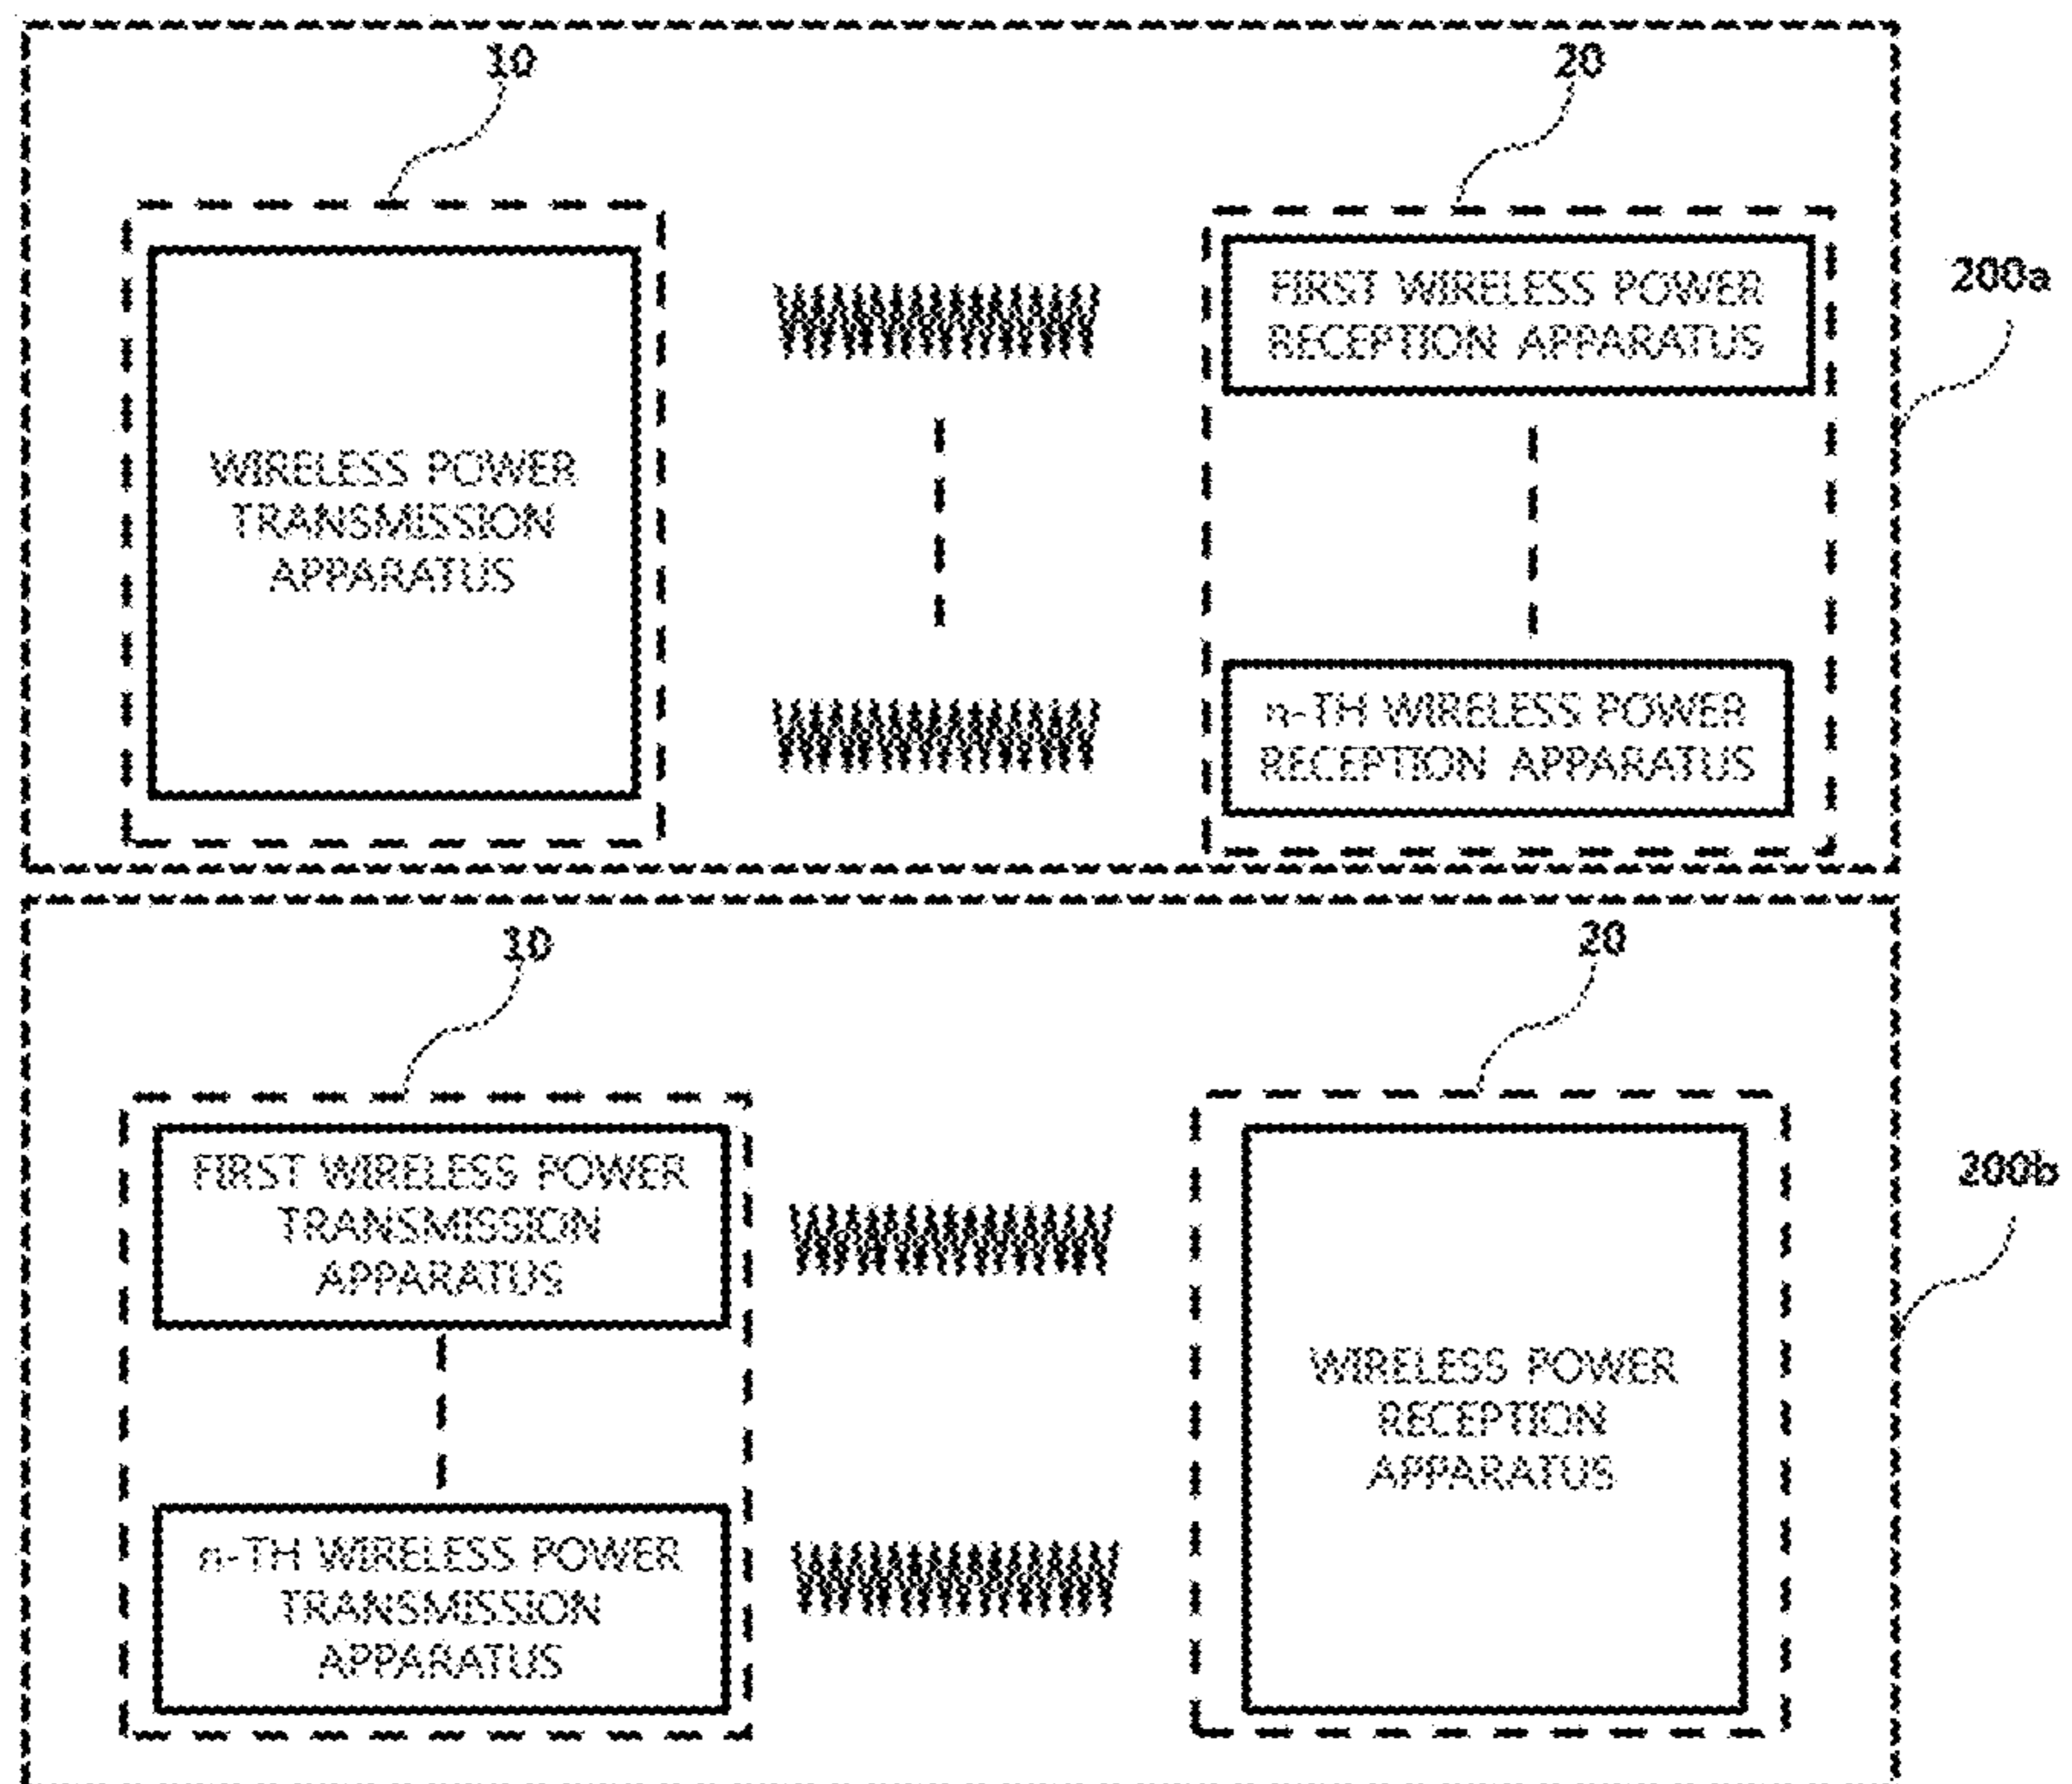 10
20
200a
FIRST WIRELESS POWER
RECEPTION APPARATUS
WIRELESS POWER
TRANSMISSION
APPARATUS
n-TH WIRELESS POWER
RECEPTION APPARATUS
10
20
200b
FIRST WIRELESS POWER
TRANSMISSION
APPARATUS
WIRELESS POWER
RECEPTION
APPARATUS
n-TH WIRELESS POWER
TRANSMISSION
APPARATUS